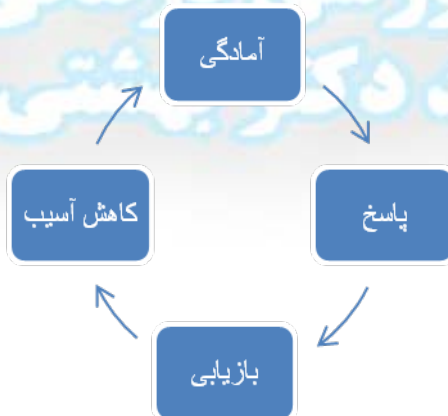 آمادگی
پاسخ
بازیابی
کاهش آسیب